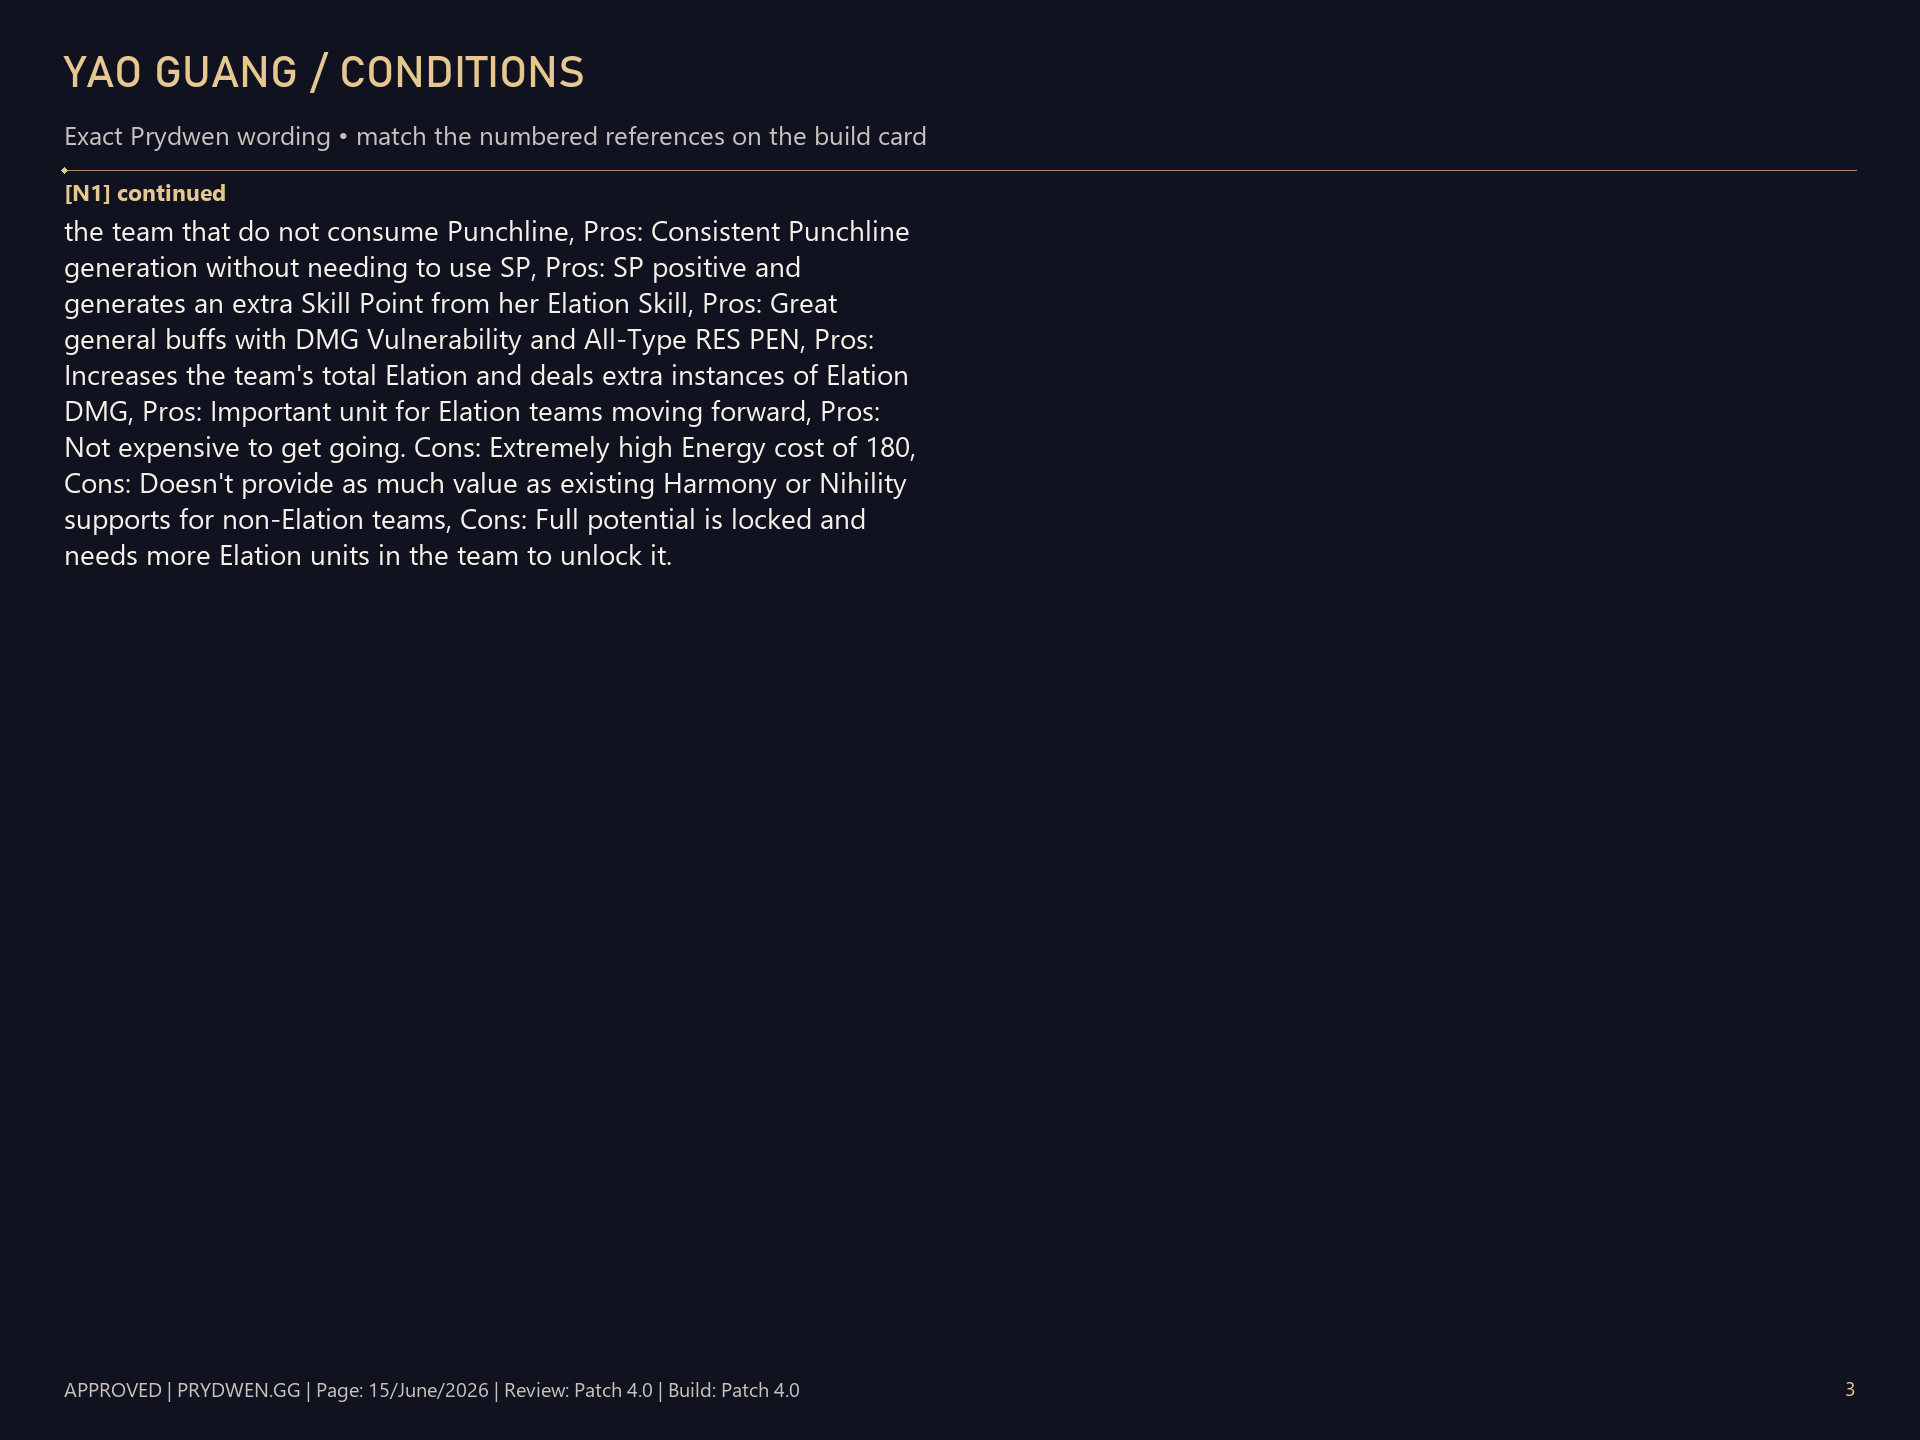 YAO GUANG / CONDITIONS
Exact Prydwen wording • match the numbered references on the build card
[N1] continued
the team that do not consume Punchline, Pros: Consistent Punchline
generation without needing to use SP, Pros: SP positive and
generates an extra Skill Point from her Elation Skill, Pros: Great
general buffs with DMG Vulnerability and All-Type RES PEN, Pros:
Increases the team's total Elation and deals extra instances of Elation
DMG, Pros: Important unit for Elation teams moving forward, Pros:
Not expensive to get going. Cons: Extremely high Energy cost of 180,
Cons: Doesn't provide as much value as existing Harmony or Nihility
supports for non-Elation teams, Cons: Full potential is locked and
needs more Elation units in the team to unlock it.
APPROVED | PRYDWEN.GG | Page: 15/June/2026 | Review: Patch 4.0 | Build: Patch 4.0
3